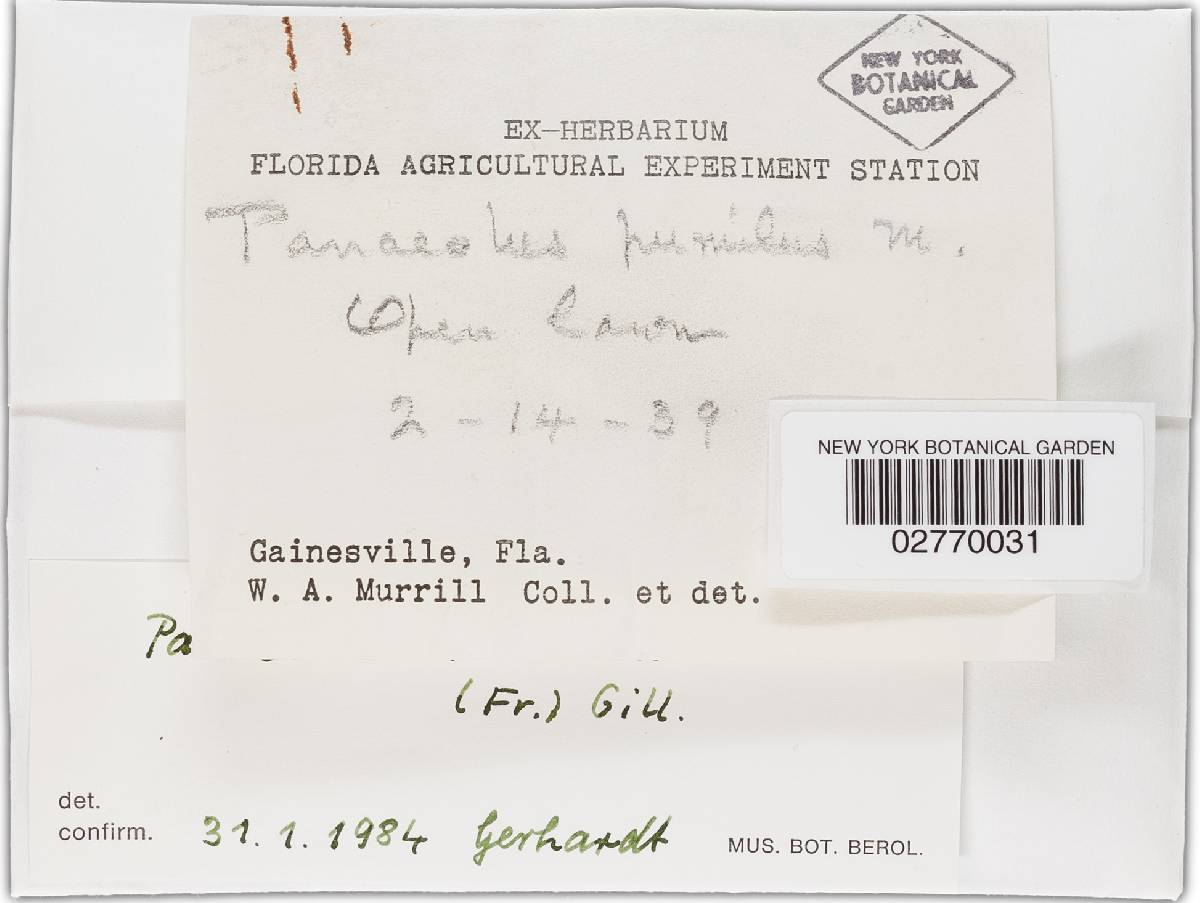 NEW YORK
BOTANICAL
GARDEN
EX-HERBARIUM
FLORIDA AGRICULTURAL EXPERIMENT STATION
Panaeolus pumilus M.
Open lawn
2-14-39
NEW YORK BOTANICAL GARDEN
02770031
Gainesville, Fla.
W. A. Murrill Coll. et det.
Pa
(Fr.) Gill.
det.
confirm. 31.1.1984 Gerhardt MUS. BOT. BEROL.